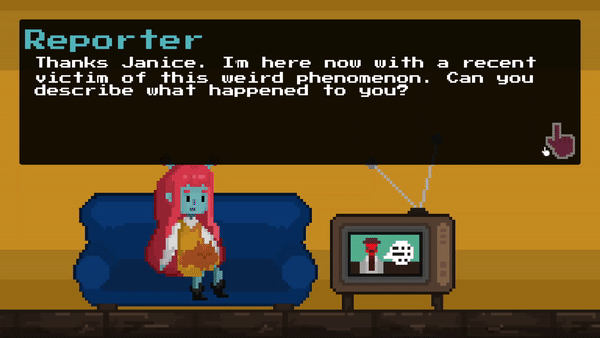 Reporter
Thanks Janice. Im here now with a recent
victim of this weird phenomenon. Can you
describe what happened to you?